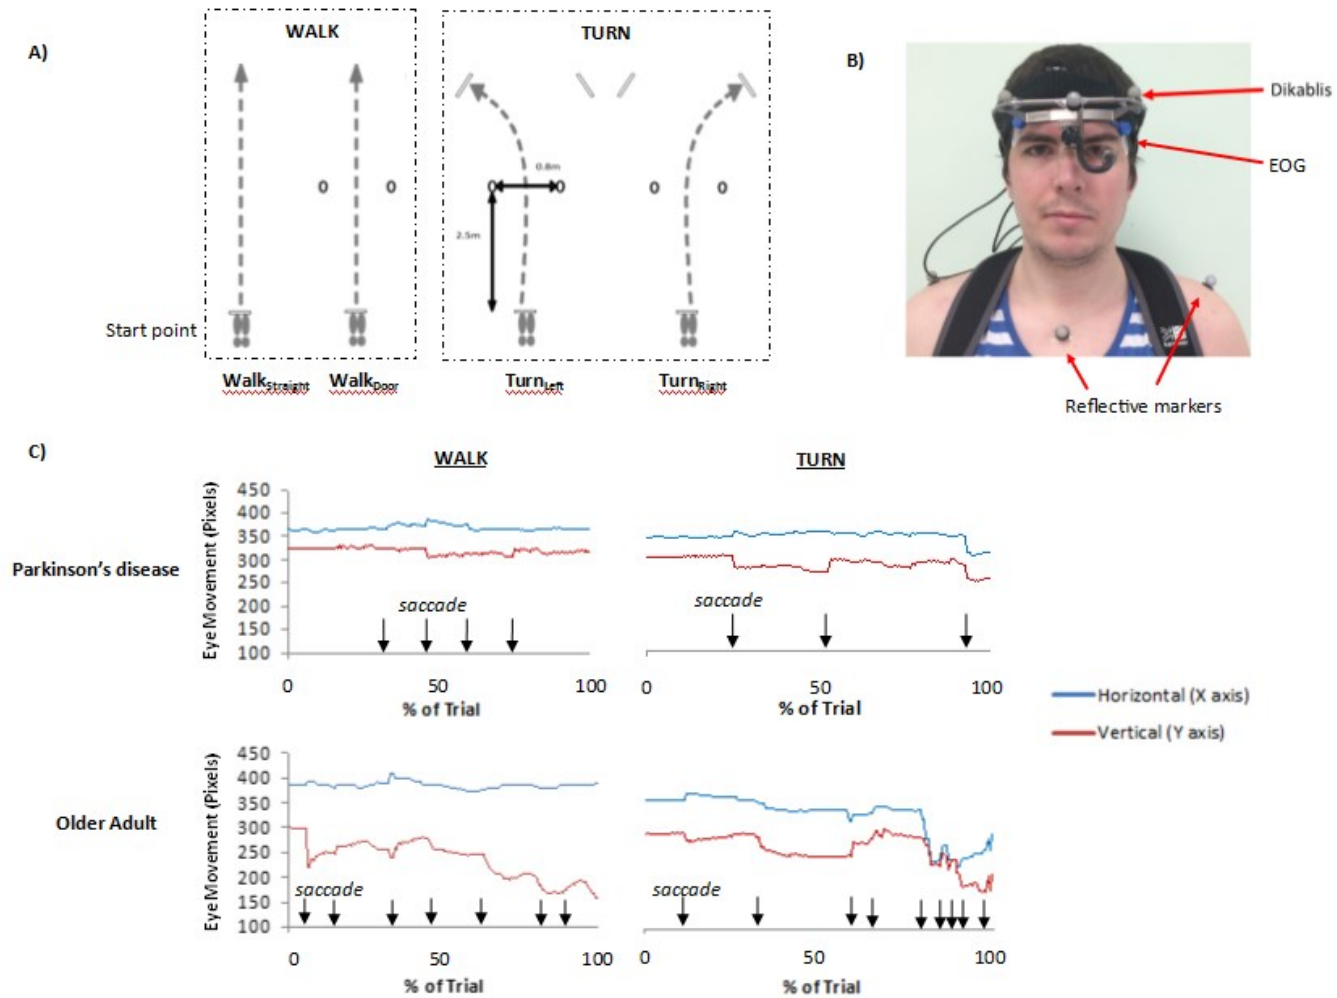 A)
WALK
TURN
0.8m
2.5m
Start point
WalkStraight
WalkDoor
TurnLeft
TurnRight
B)
Dikablis
EOG
Reflective markers
C)
WALK
TURN
Parkinson's disease
Eye Movement (Pixels)
450
400
350
300
250
200
150
100
saccade
0
50
100
% of Trial
saccade
0
50
100
% of Trial
Horizontal (X axis)
Vertical (Y axis)
Older Adult
Eye Movement (Pixels)
450
400
350
300
250
200
150
100
saccade
0
50
100
% of Trial
saccade
0
50
100
% of Trial